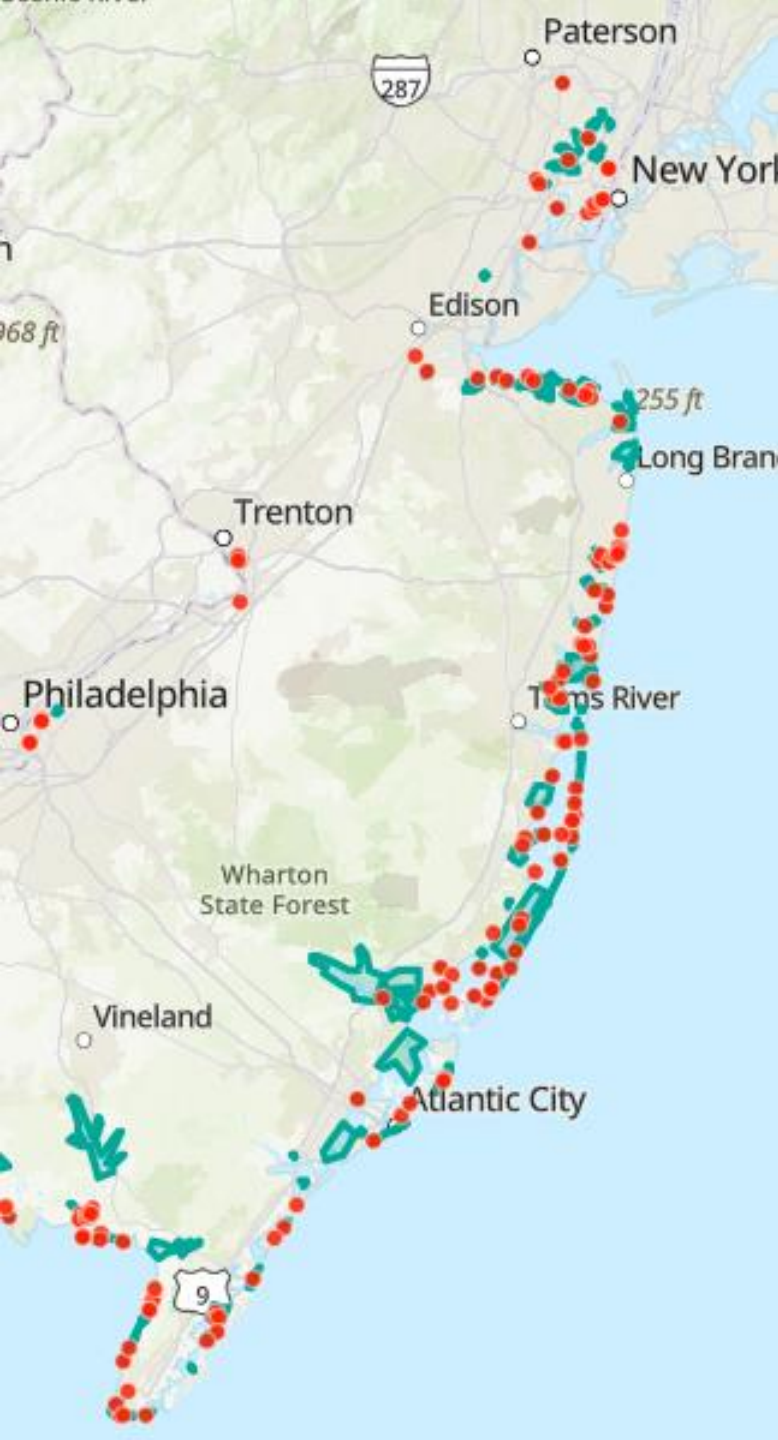 Paterson
287
New York
Edison
968 ft
255 ft
Long Bran
Trenton
Philadelphia
Toms River
Wharton
State Forest
Vineland
Atlantic City
9